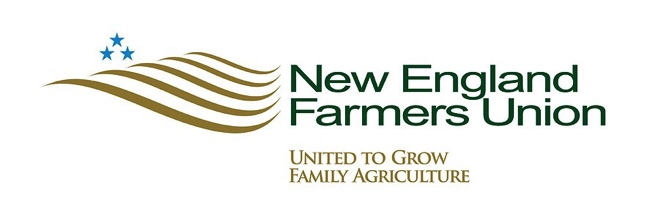 New England
Farmers Union
United to Grow
Family Agriculture